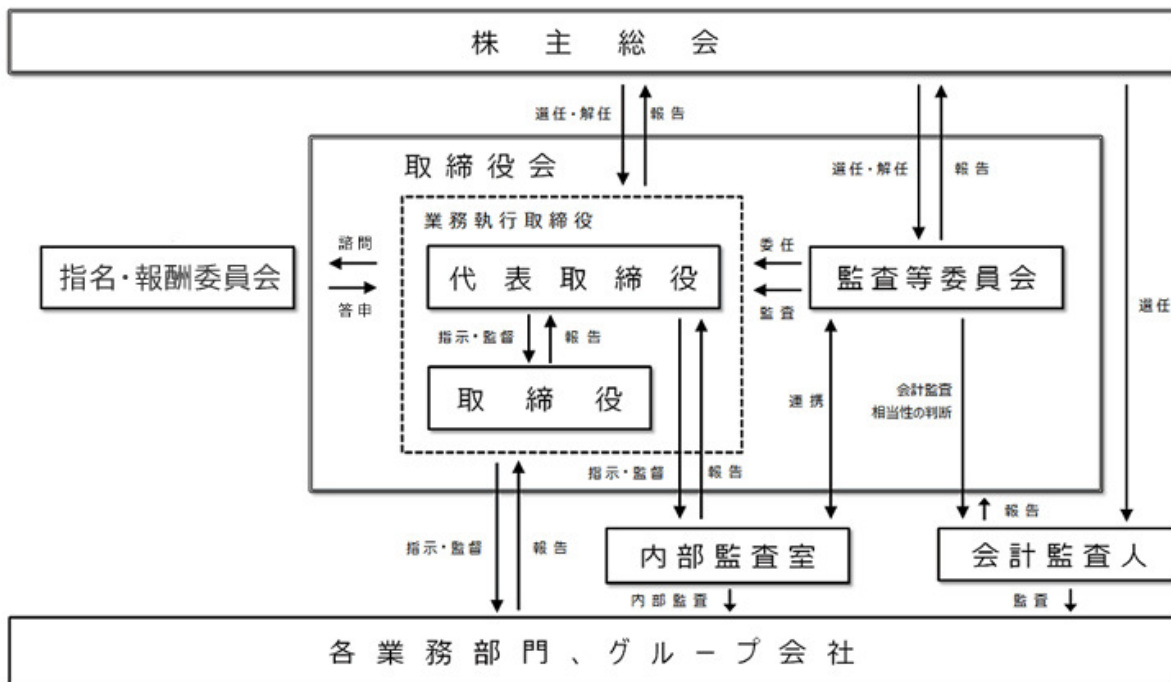 株主総会
選任・解任
報告
選任・解任
報告
選任
取締役会
業務執行取締役
諮問
答申
指名・報酬委員会
代表取締役
委任
監査
監査等委員会
指示・監督
報告
取締役
連携
会計監査
相当性の判断
指示・監督
報告
報告
指示・監督
報告
内部監査室
会計監査人
内部監査
監査
各業務部門、グループ会社